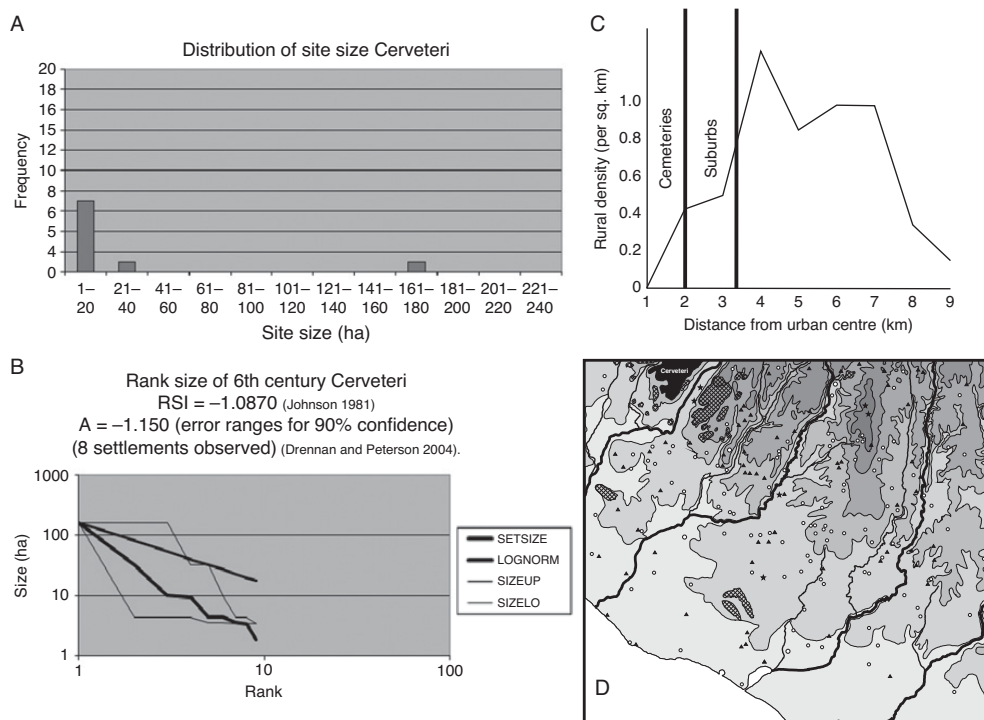 A
Distribution of site size Cerveteri
Frequency
20
18
16
15
12
10
8
6
5
4
0
1–
20
21–
40
41–
60
61–
80
81–
100
101–
120
121–
140
141–
160
161–
180
181–
200
201–
220
221–
240
Site size (ha)
B
Rank size of 6th century Cerveteri
RSI = –1.0870 (Johnson 1981)
A = –1.150 (error ranges for 90% confidence)
(8 settlements observed) (Drennan and Peterson 2004).
Size (ha)
1000
100
10
1
1
10
100
Rank
SETSIZE
LOGNORM
SIZEUP
SIZELO
C
Rural density (per sq. km)
1.0
0.8
0.6
0.4
0.2
0
Cemeteries
Suburbs
1 2 3 4 5 6 7 8 9
Distance from urban centre (km)
Cerveteri
D